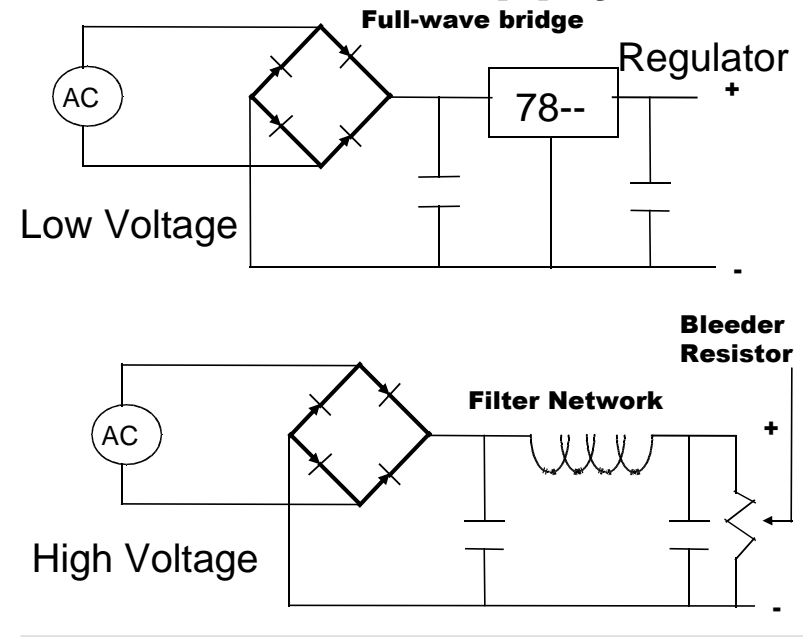 Full-wave bridge
Regulator
AC
78--
+
Low Voltage
-
Bleeder
Resistor
Filter Network
+
AC
High Voltage
-